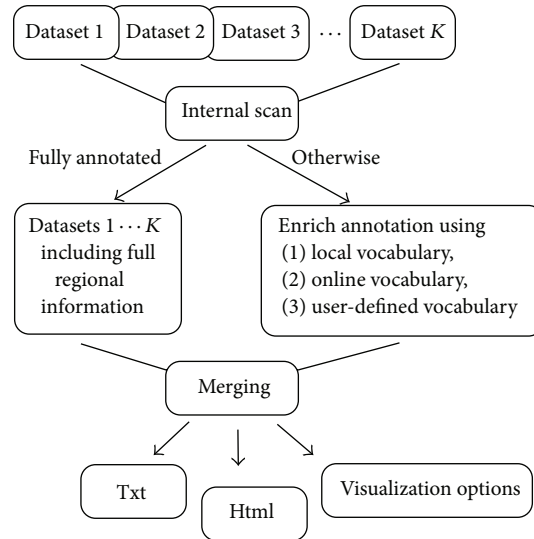 Dataset 1
Dataset 2
Dataset 3
...
Dataset K
Internal scan
Fully annotated
Otherwise
Datasets 1 ··· K
including full
regional
information
Enrich annotation using
(1) local vocabulary,
(2) online vocabulary,
(3) user-defined vocabulary
Merging
Txt
Html
Visualization options